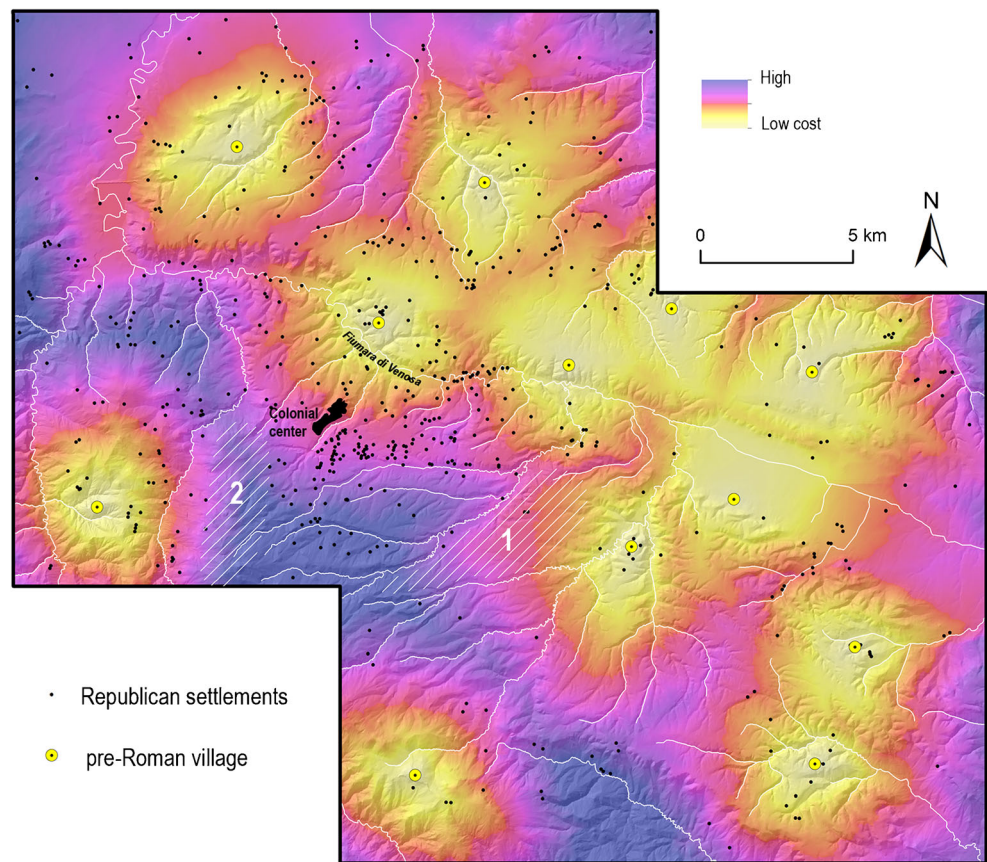 High
Low cost
N
0 5 km
Fiumara di Venosa
Colonial
center
2
1
Republican settlements
pre-Roman village